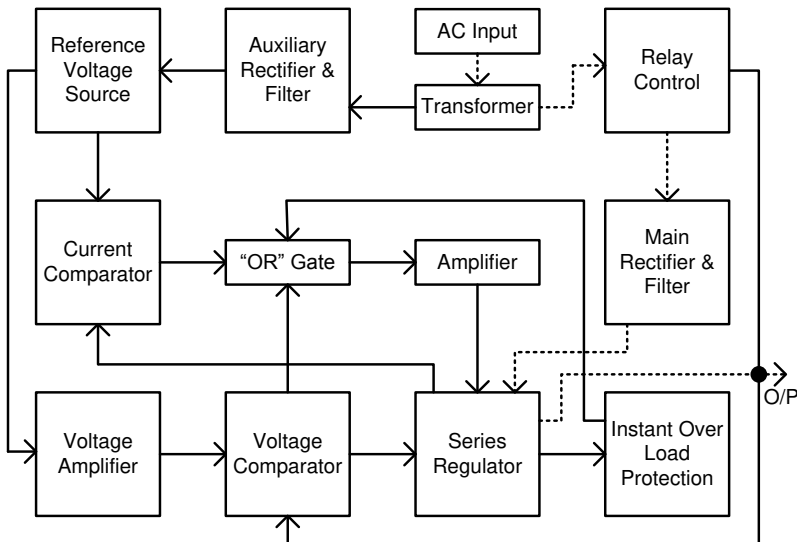 Reference
Voltage
Source
Auxiliary
Rectifier &
Filter
AC Input
Transformer
Relay
Control
Current
Comparator
“OR” Gate
Amplifier
Main
Rectifier &
Filter
O/P
Voltage
Amplifier
Voltage
Comparator
Series
Regulator
Instant Over
Load
Protection